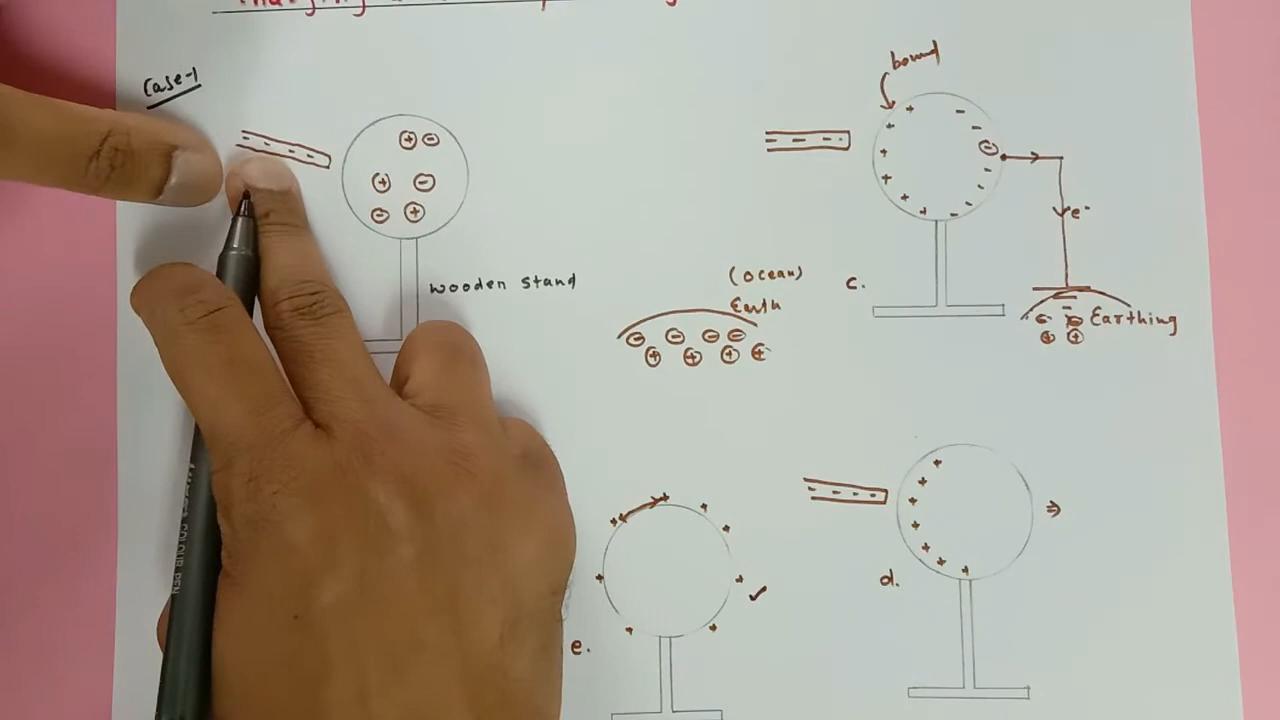 Case-1
bound
wooden stand
(ocean)
Earth
c.
e-
Earthing
d.
e.